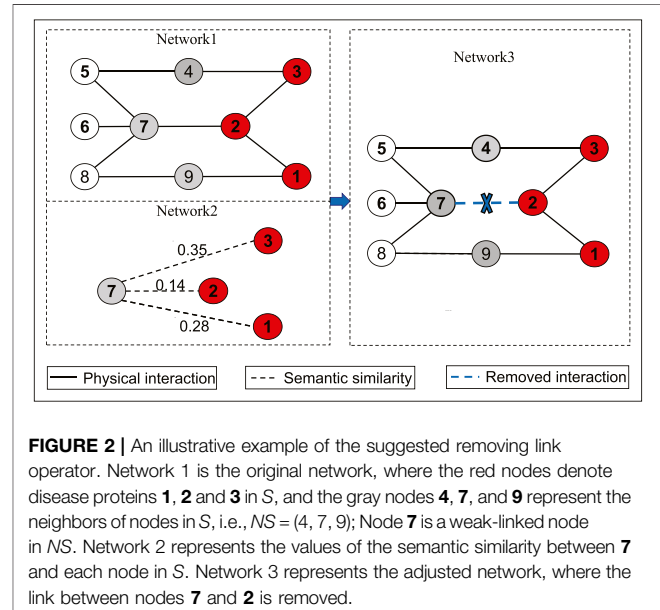 Network1
Network3
5
4
3
6
7
2
8
9
1
Network2
3
0.35
7
0.14
2
0.28
1
5
4
3
6
7
X
2
8
9
1
Physical interaction
Semantic similarity
Removed interaction
FIGURE 2 | An illustrative example of the suggested removing link
operator. Network 1 is the original network, where the red nodes denote
disease proteins 1, 2 and 3 in S, and the gray nodes 4, 7, and 9 represent the
neighbors of nodes in S, i.e., NS = (4, 7, 9); Node 7 is a weak-linked node
in NS. Network 2 represents the values of the semantic similarity between 7
and each node in S. Network 3 represents the adjusted network, where the
link between nodes 7 and 2 is removed.